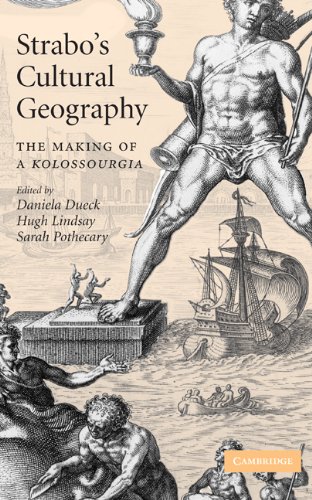 Strabo's
Cultural
Geography
THE MAKING OF
A KOLOSSOURGIA
Edited by
Daniela Dueck
Hugh Lindsay
Sarah Pothecary
CAMBRIDGE